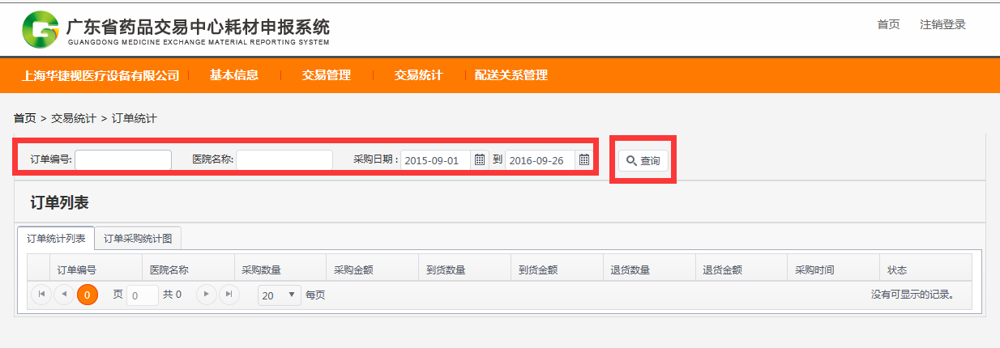 广东省药品交易中心耗材申报系统
GUANGDONG MEDICINE EXCHANGE MATERIAL REPORTING SYSTEM
首页 注销登录
上海华捷视医疗设备有限公司 基本信息 交易管理 交易统计 配送关系管理
首页 > 交易统计 > 订单统计
订单编号: 医院名称: 采购日期: 2015-09-01 到 2016-09-26 查询
订单列表
订单统计列表 订单采购统计图
订单编号 医院名称 采购数量 采购金额 到货数量 到货金额 退货数量 退货金额 采购时间 状态
0 页 0 共 0 20 每页 没有可显示的记录。